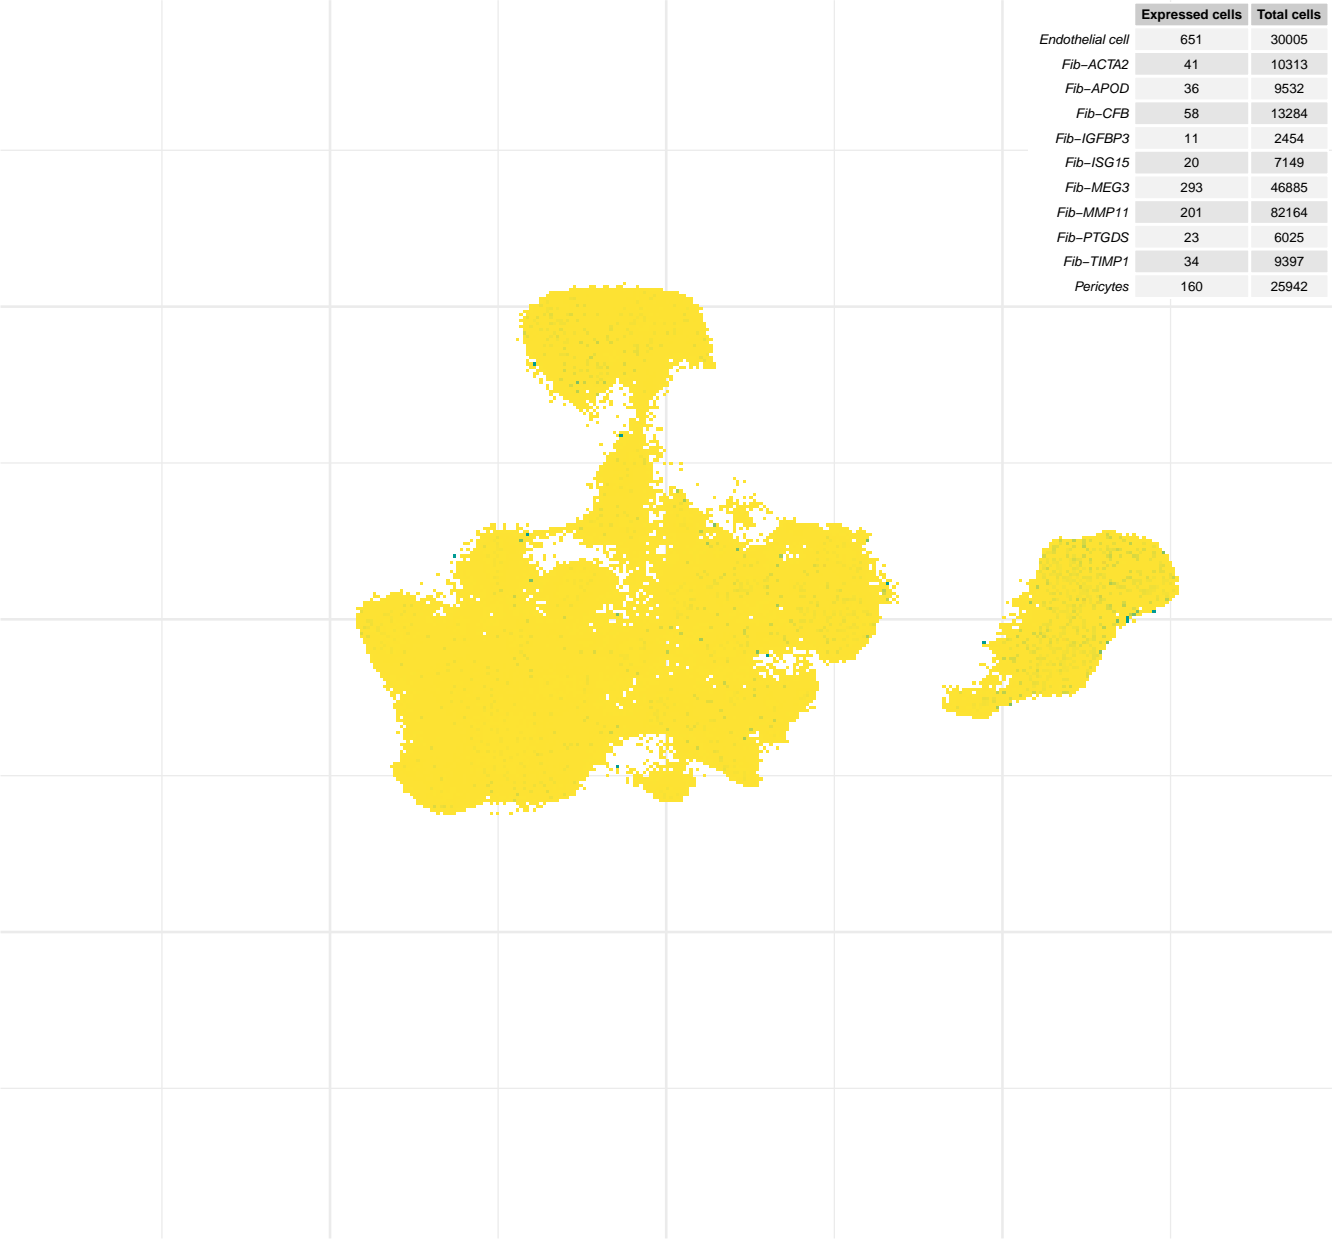 Expressed cells Total cells
Endothelial cell 651 30005
Fib−ACTA2 41 10313
Fib−APOD 36 9532
Fib−CFB 58 13284
Fib−IGFBP3 11 2454
Fib−ISG15 20 7149
Fib−MEG3 293 46885
Fib−MMP11 201 82164
Fib−PTGDS 23 6025
Fib−TIMP1 34 9397
Pericytes 160 25942